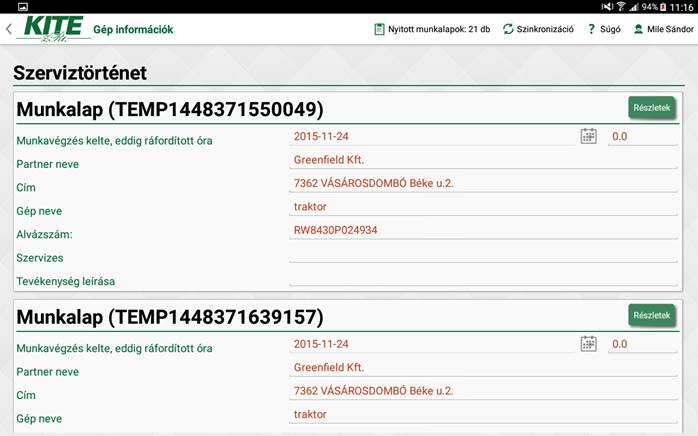 94% 11:16
KITE Zrt.
Gép információk
Nyitott munkalapok: 21 db
Szinkronizáció
? Súgó
Mile Sándor
Szerviztörténet
Munkalap (TEMP1448371550049)
Részletek
Munkavégzés kelte, eddig ráfordított óra 2015-11-24 0.0
Partner neve Greenfield Kft.
Cím 7362 VÁSÁROSDOMBÓ Béke u.2.
Gép neve traktor
Alvázszám: RW8430P024934
Szervizes
Tevékenység leírása
Munkalap (TEMP1448371639157)
Részletek
Munkavégzés kelte, eddig ráfordított óra 2015-11-24 0.0
Partner neve Greenfield Kft.
Cím 7362 VÁSÁROSDOMBÓ Béke u.2.
Gép neve traktor